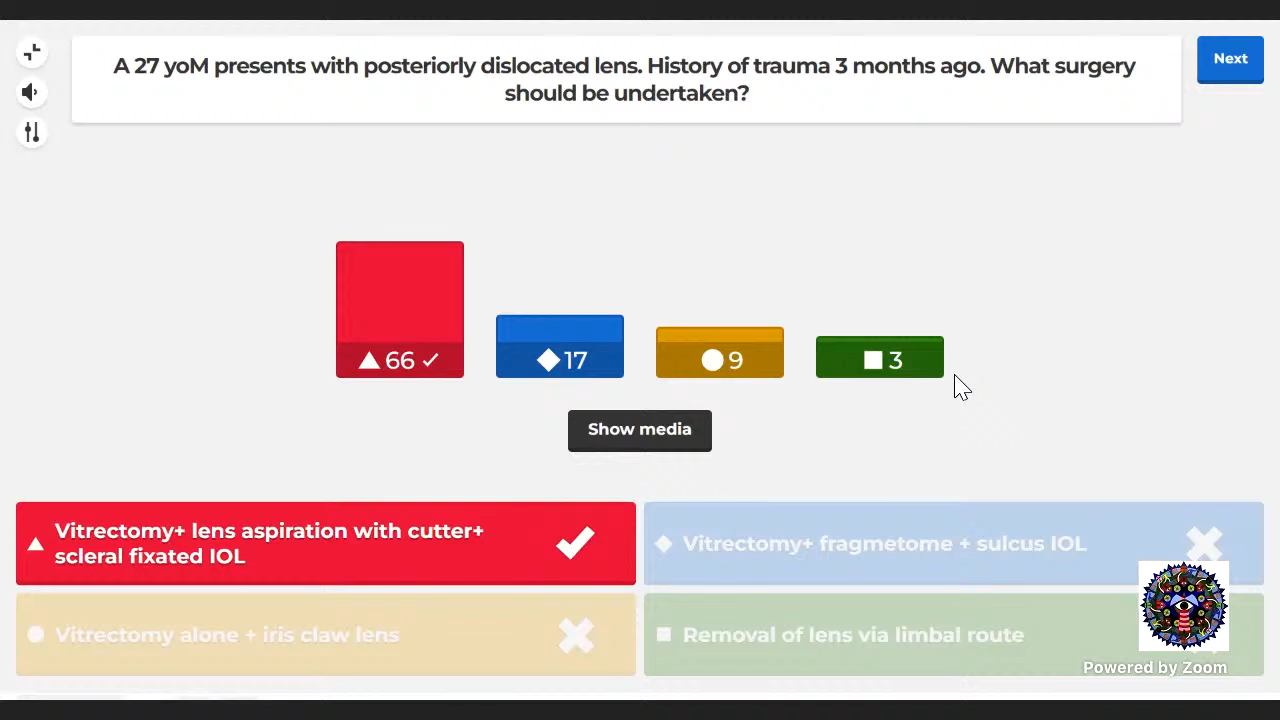 A 27 yoM presents with posteriorly dislocated lens. History of trauma 3 months ago. What surgery
should be undertaken?
Next
66
17
9
3
Show media
Vitrectomy+ lens aspiration with cutter+
scleral fixated IOL
Vitrectomy+ fragmetome + sulcus IOL
Vitrectomy alone + iris claw lens
Removal of lens via limbal route
Powered by Zoom